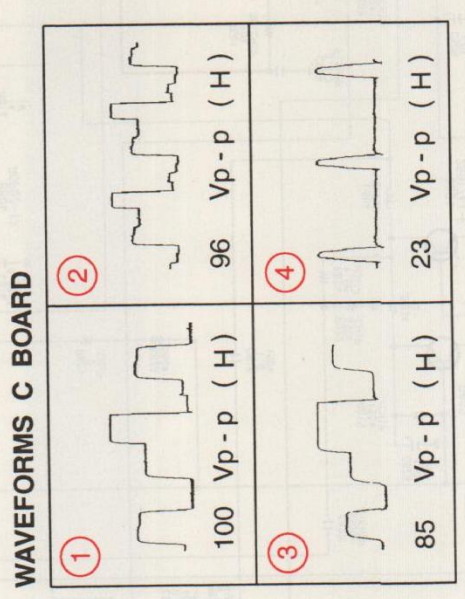 WAVEFORMS C BOARD
1
100 Vp-p (H)
2
96 Vp-p (H)
3
85 Vp-p (H)
4
23 Vp-p (H)